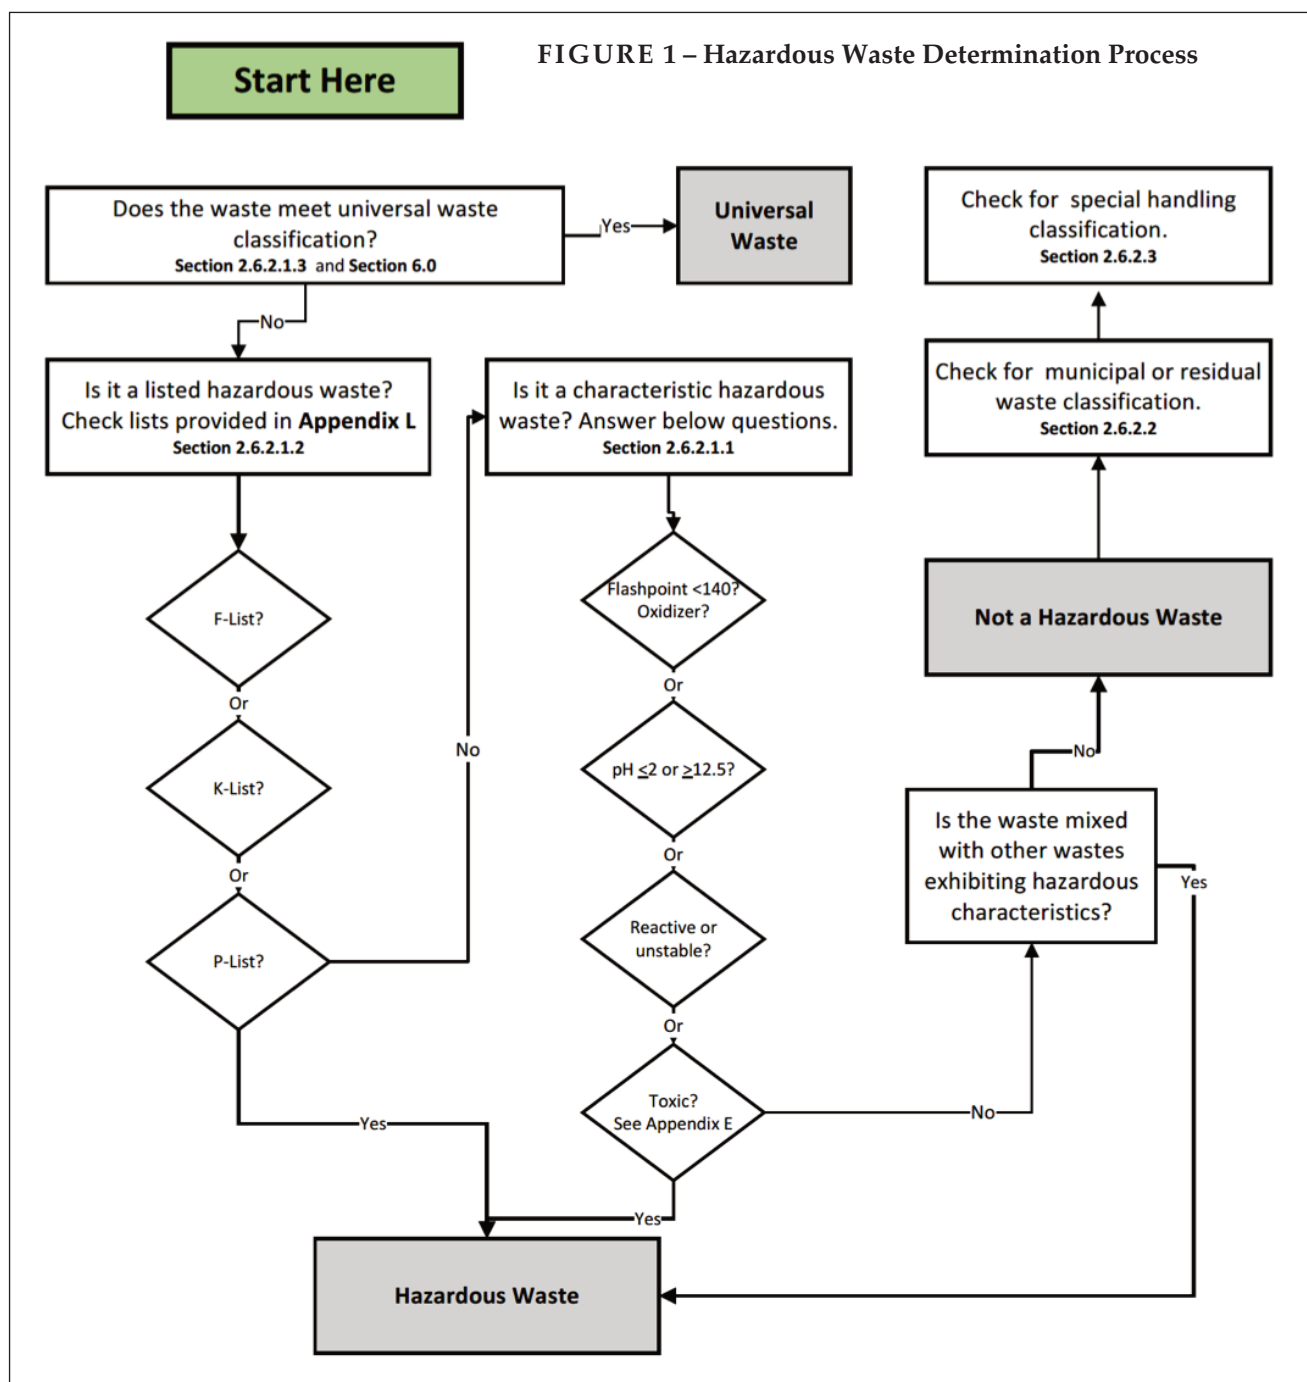 FIGURE 1 – Hazardous Waste Determination Process
Start Here
Does the waste meet universal waste
classification?
Section 2.6.2.1.3 and Section 6.0
Yes
Universal
Waste
No
Is it a listed hazardous waste?
Check lists provided in Appendix L
Section 2.6.2.1.2
F-List?
Or
K-List?
Or
P-List?
No
Yes
Is it a characteristic hazardous
waste? Answer below questions.
Section 2.6.2.1.1
Flashpoint <140?
Oxidizer?
Or
pH ≤2 or ≥12.5?
Or
Reactive or
unstable?
Or
Toxic?
See Appendix E
No
Yes
Hazardous Waste
Is the waste mixed
with other wastes
exhibiting hazardous
characteristics?
Yes
No
Not a Hazardous Waste
Check for municipal or residual
waste classification.
Section 2.6.2.2
Check for special handling
classification.
Section 2.6.2.3